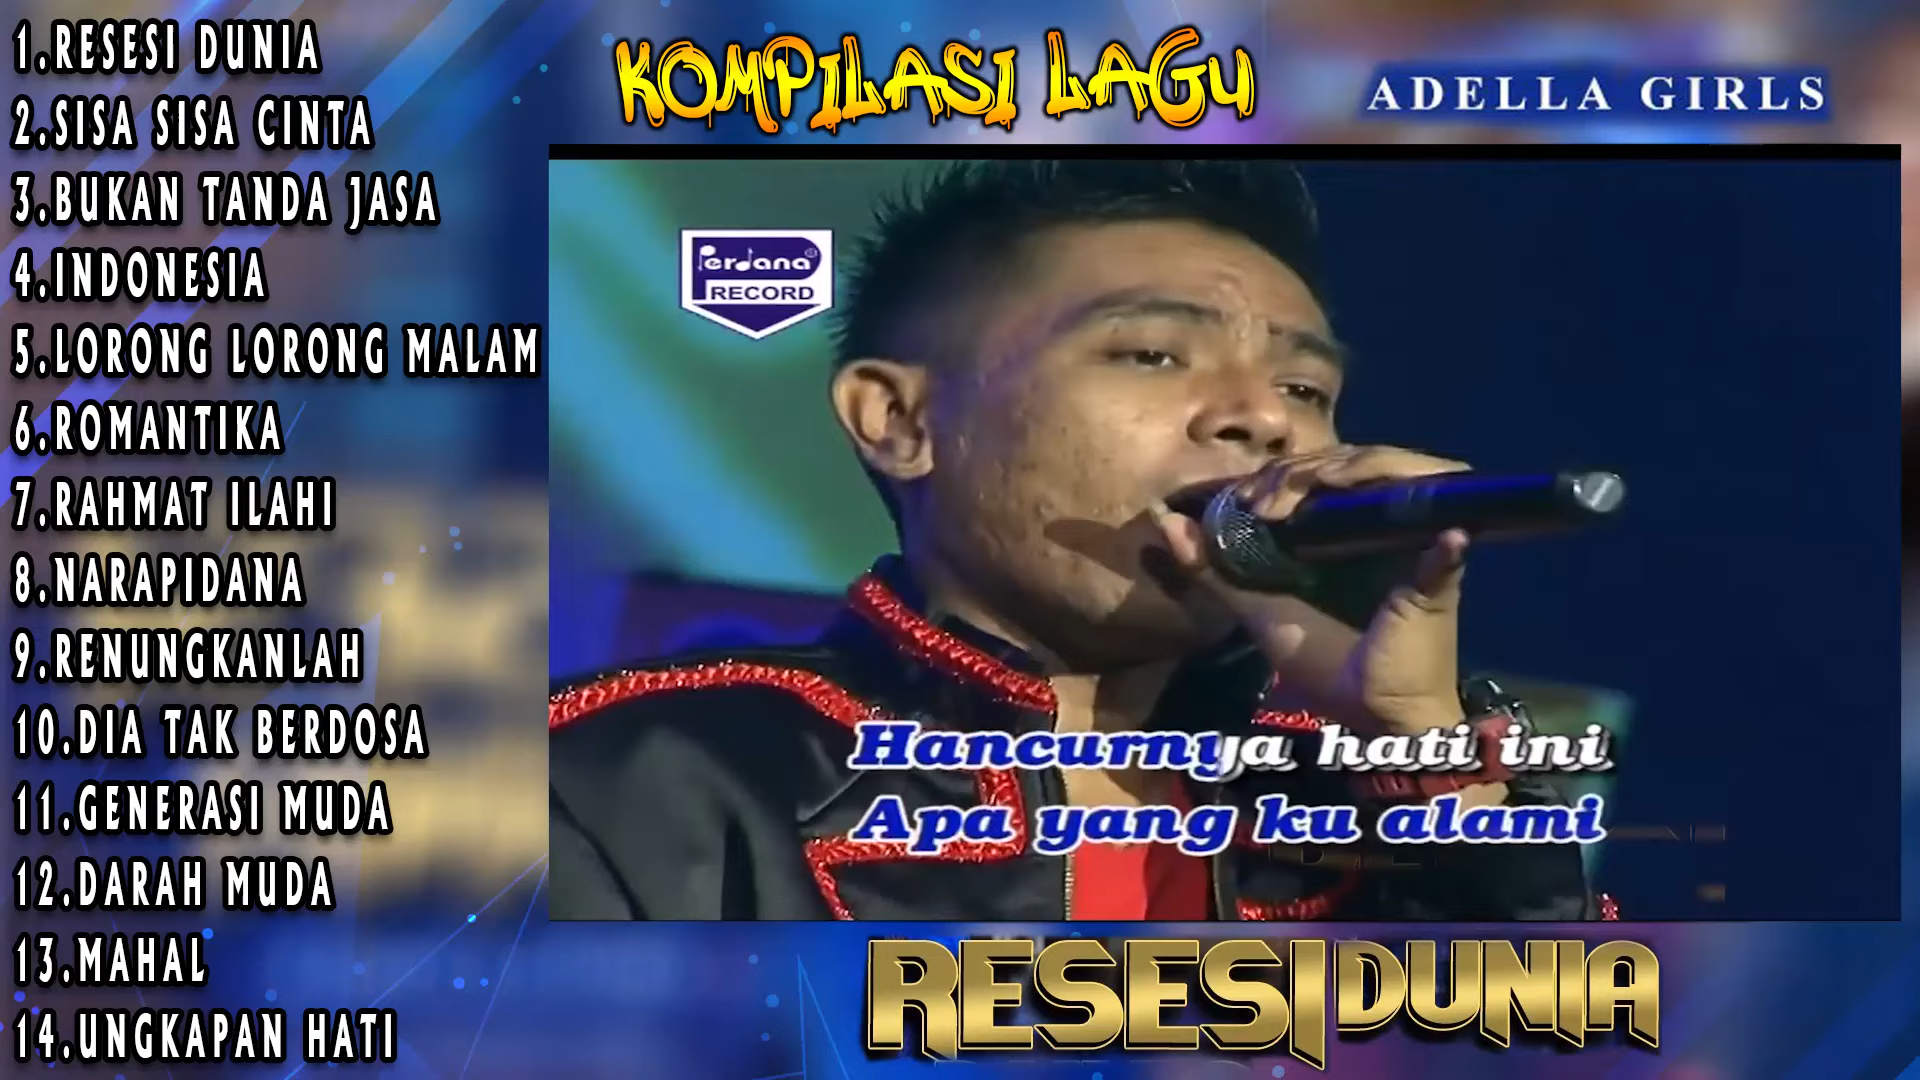 1.RESESI DUNIA
2.SISA SISA CINTA
3.BUKAN TANDA JASA
4.INDONESIA
5.LORONG LORONG MALAM
6.ROMANTIKA
7.RAHMAT ILAHI
8.NARAPIDANA
9.RENUNGKANLAH
10.DIA TAK BERDOSA
11.GENERASI MUDA
12.DARAH MUDA
13.MAHAL
14.UNGKAPAN HATI
KOMPILASI LAGU
ADELLA GIRLS
Perdana®
RECORD
Hancurnya hati ini
Apa yang ku alami
RESESI DUNIA